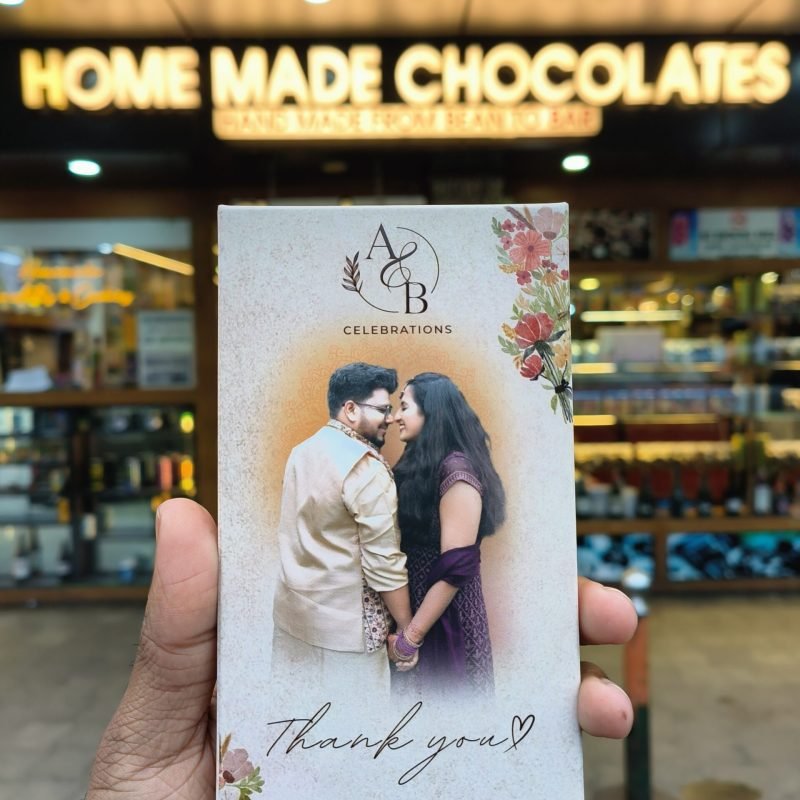 HOME MADE CHOCOLATES
HAND MADE FROM BEAN TO BAR
A & B
CELEBRATIONS
Thank you